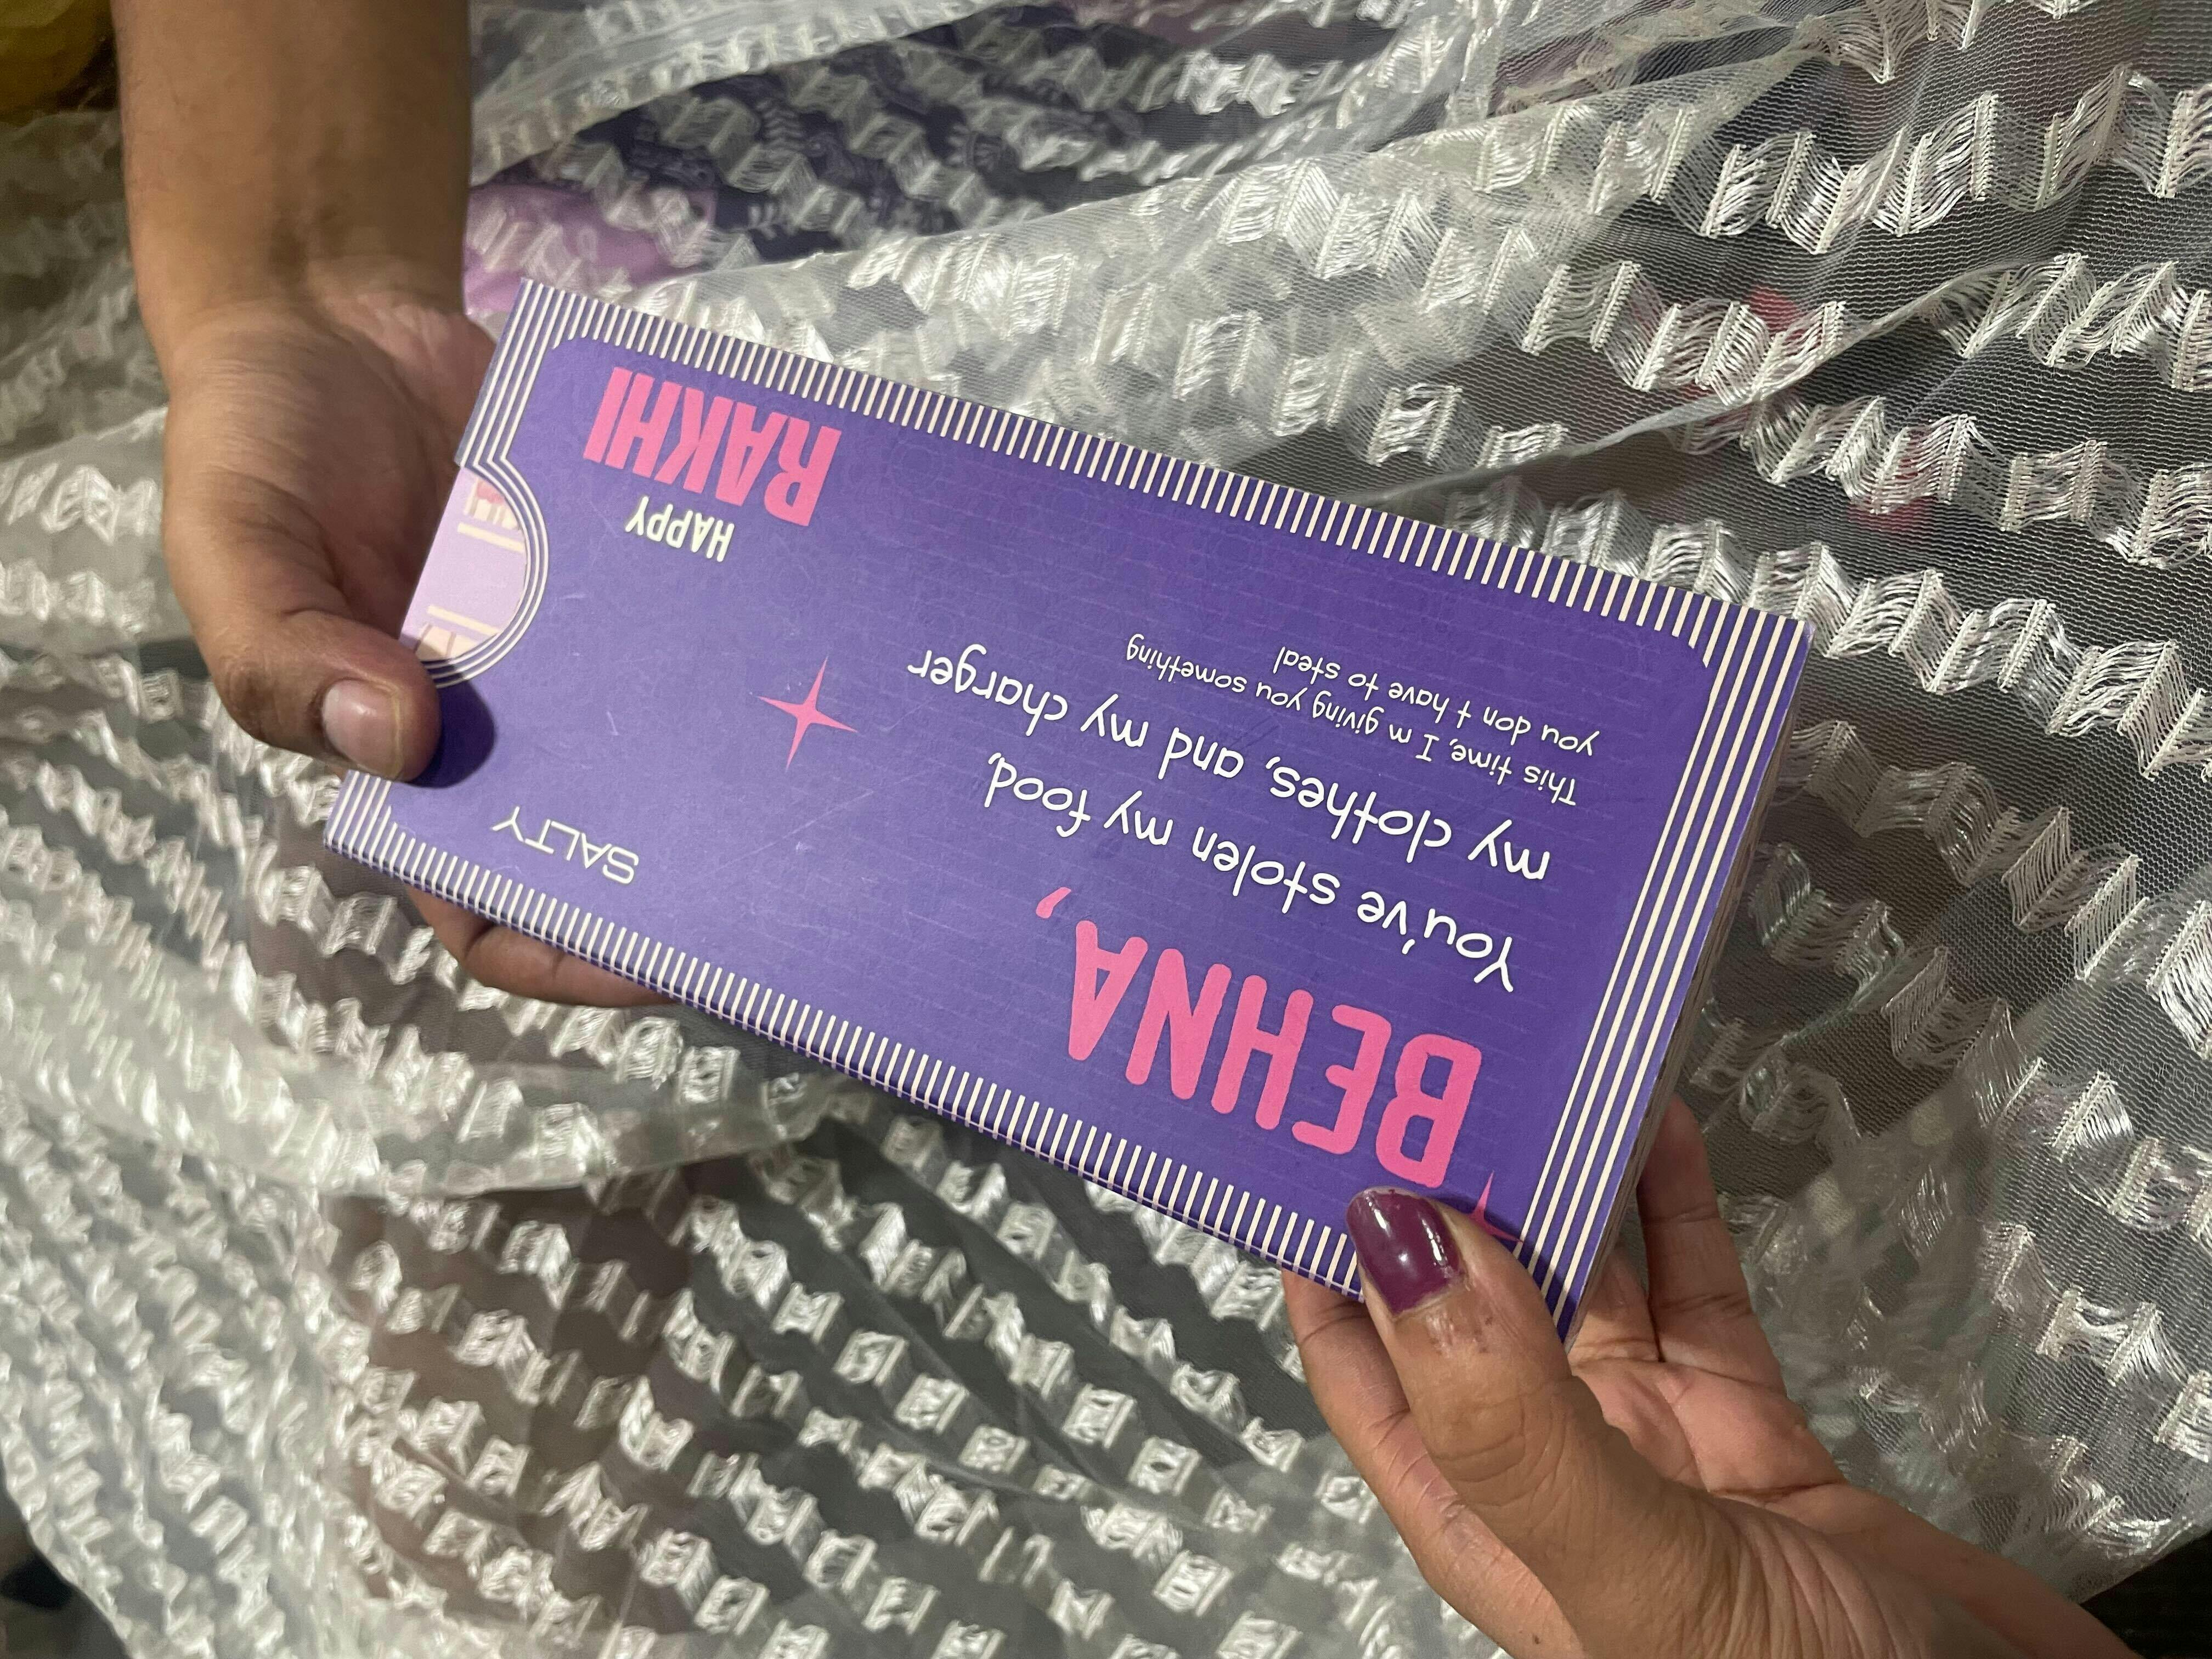 BEHNA,
You've stolen my food,
my clothes, and my charger
This time, I'm giving you something
you don't have to steal
SALTY
HAPPY
RAKHI